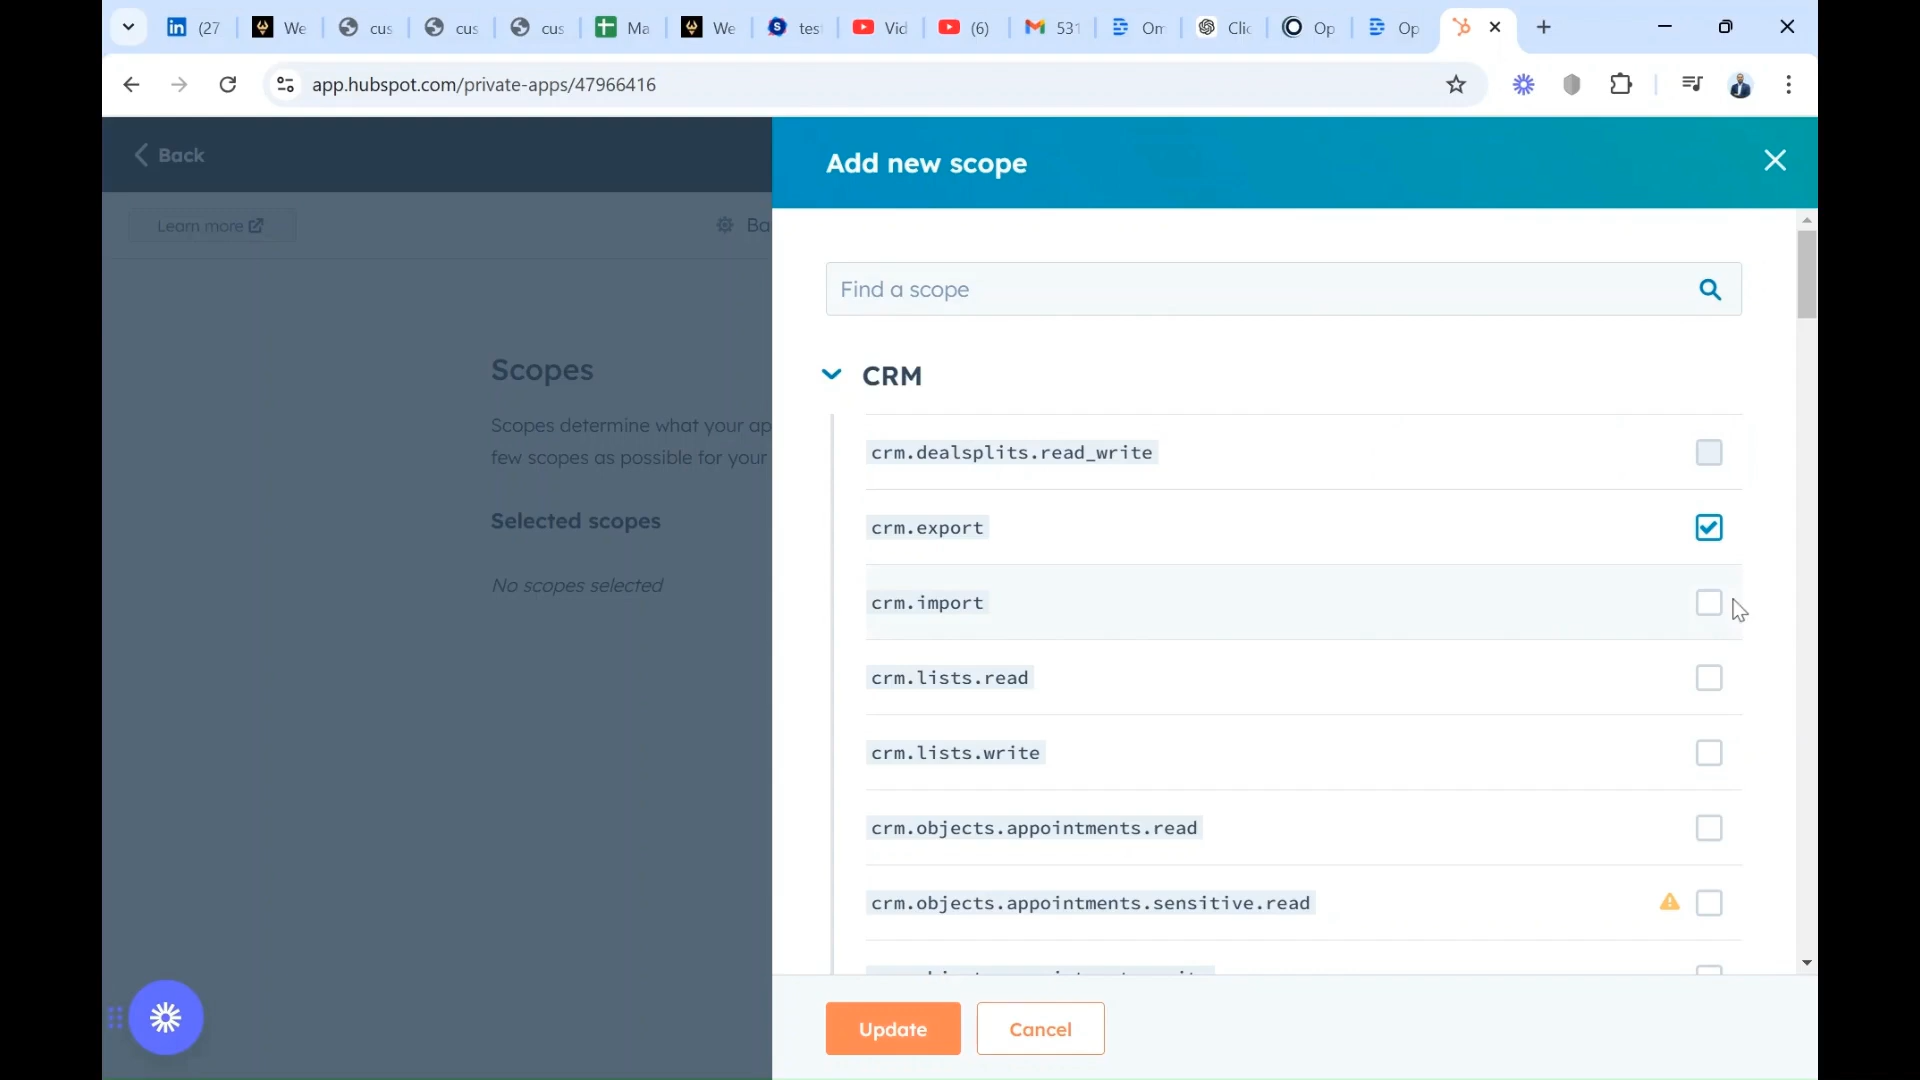 (27
We
cus
cus
cus
Ma
We
S
tes
Vid
(6)
531
Om
Clic
Op
Op
app.hubspot.com/private-apps/47966416
Back
Learn more
Ba
Scopes
Scopes determine what your ap
few scopes as possible for your
Selected scopes
No scopes selected
Add new scope
Find a scope
CRM
crm.dealsplits.read_write
crm.export
crm.import
crm.lists.read
crm.lists.write
crm.objects.appointments.read
crm.objects.appointments.sensitive.read
Update
Cancel